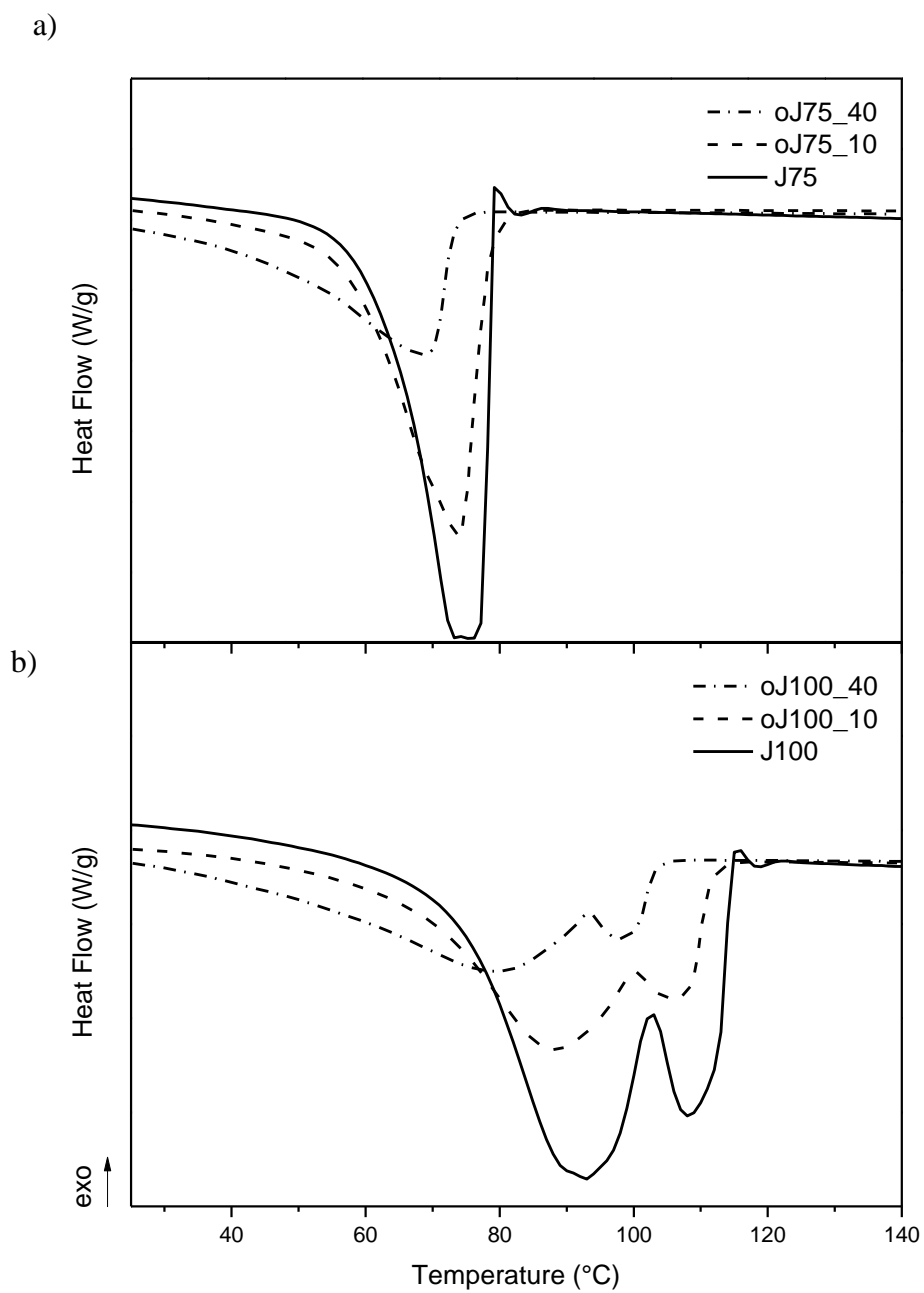 a)
oJ75_40
oJ75_10
J75
Heat Flow (W/g)
b)
oJ100_40
oJ100_10
J100
Heat Flow (W/g)
exo
40 60 80 100 120 140
Temperature (°C)